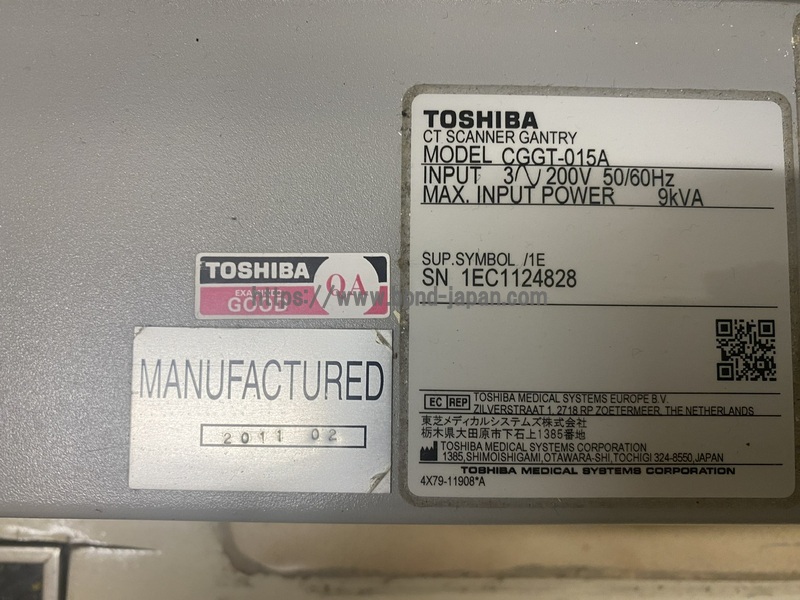 TOSHIBA
CT SCANNER GANTRY
MODEL CGGT-015A
INPUT 3∿ 200V 50/60Hz
MAX. INPUT POWER 9kVA
SUP.SYMBOL /1E
SN 1EC1124828
EC REP TOSHIBA MEDICAL SYSTEMS EUROPE B.V.
ZILVERSTRAAT 1, 2718 RP ZOETERMEER, THE NETHERLANDS
東芝メディカルシステムズ株式会社
栃木県大田原市下石上1385番地
TOSHIBA MEDICAL SYSTEMS CORPORATION
1385,SHIMOISHIGAMI,OTAWARA-SHI,TOCHIGI 324-8550,JAPAN
TOSHIBA MEDICAL SYSTEMS CORPORATION
4X79-11908*A
TOSHIBA
EXAMINED
GOOD
QA
https://www.bond-japan.com
MANUFACTURED
2011 02